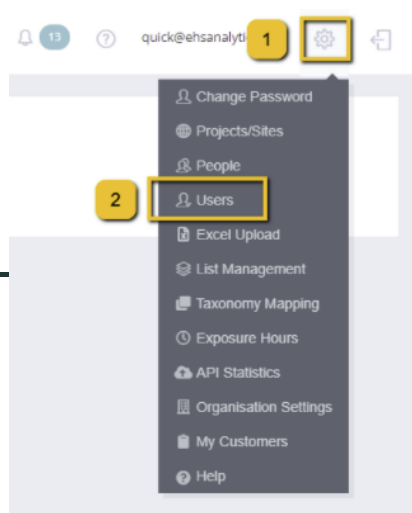 13
?
quick@ehsanalyti
1
Change Password
Projects/Sites
People
2
Users
Excel Upload
List Management
Taxonomy Mapping
Exposure Hours
API Statistics
Organisation Settings
My Customers
? Help